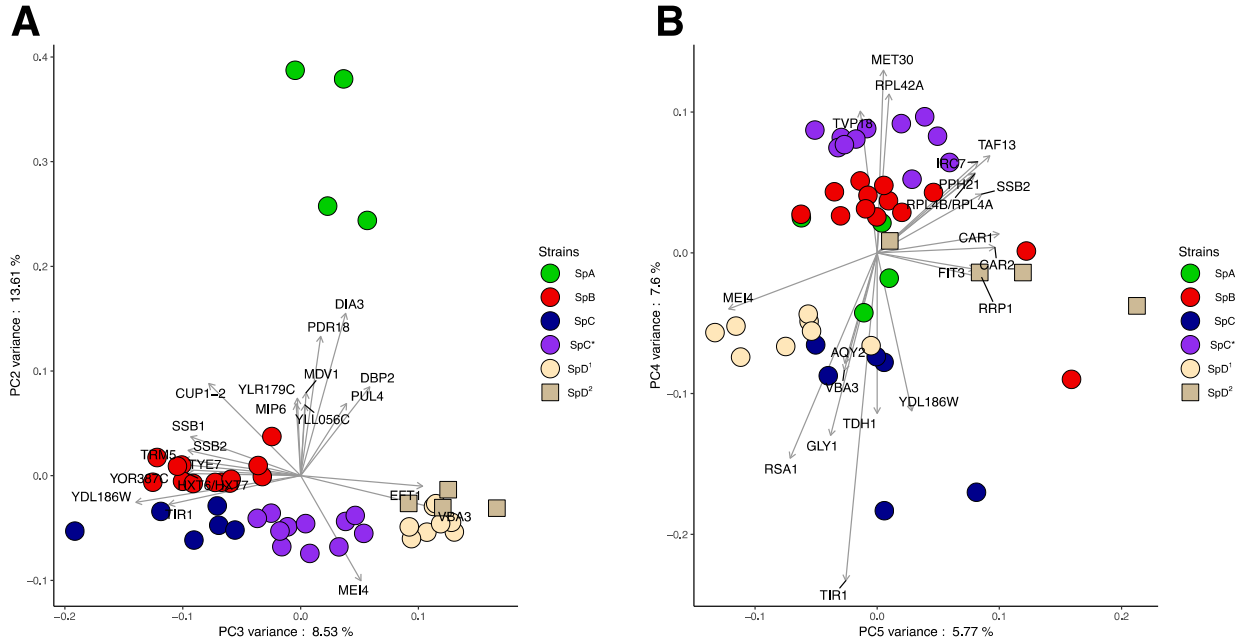 A
B
0.4
0.3
0.2
0.1
0.0
−0.1
PC2 variance : 13.61 %
−0.2
−0.1
0.0
0.1
PC3 variance : 8.53 %
DIA3
PDR18
MDV1
DBP2
YLR179C
CUP1−2
PUL4
MIP6
YLL056C
SSB1
SSB2
TRM5
TYE7
HXT6/HXT7
YDL186W
TIR1
EFT1
VBA3
MEI4
Strains
SpA
SpB
SpC
SpC*
SpD¹
SpD²
0.1
0.0
−0.1
−0.2
PC4 variance : 7.6 %
−0.1
0.0
0.1
0.2
PC5 variance : 5.77 %
MET30
RPL42A
TVP18
TAF13
IRC7
PPH21
SSB2
RPL4B/RPL4A
CAR1
CAR2
FIT3
RRP1
MEI4
AQY2
VBA3
YDL186W
TDH1
GLY1
RSA1
TIR1
Strains
SpA
SpB
SpC
SpC*
SpD¹
SpD²